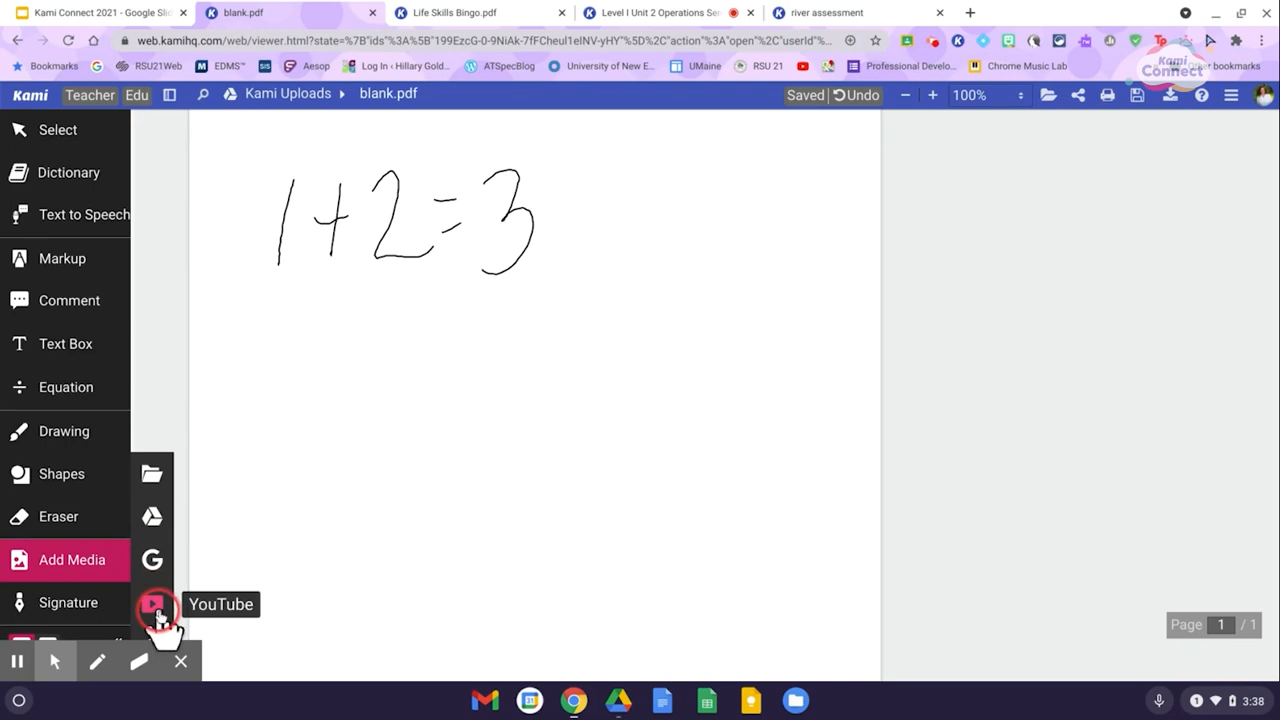 Kami Connect 2021 - Google Slid
blank.pdf
Life Skills Bingo.pdf
Level I Unit 2 Operations Sen
river assessment
web.kamihq.com/web/viewer.html?state=%7B"ids"%3A%5B"199EzcG-0-9NiAk-7fFCheul1eINV-yHY"%5D%2C"action"%3A"open"%2C"userId"%...
Bookmarks
RSU21Web
EDMS™
Aesop
Log In ‹ Hillary Gold...
ATSpecBlog
University of New E...
UMaine
RSU 21
Professional Develo...
Chrome Music Lab
Other bookmarks
Kami
Connect
Kami
Teacher
Edu
Kami Uploads
blank.pdf
Saved
Undo
100%
Select
Dictionary
Text to Speech
Markup
Comment
Text Box
Equation
Drawing
Shapes
Eraser
Add Media
Signature
YouTube
1+2=3
Page 1 / 1
1
3:38